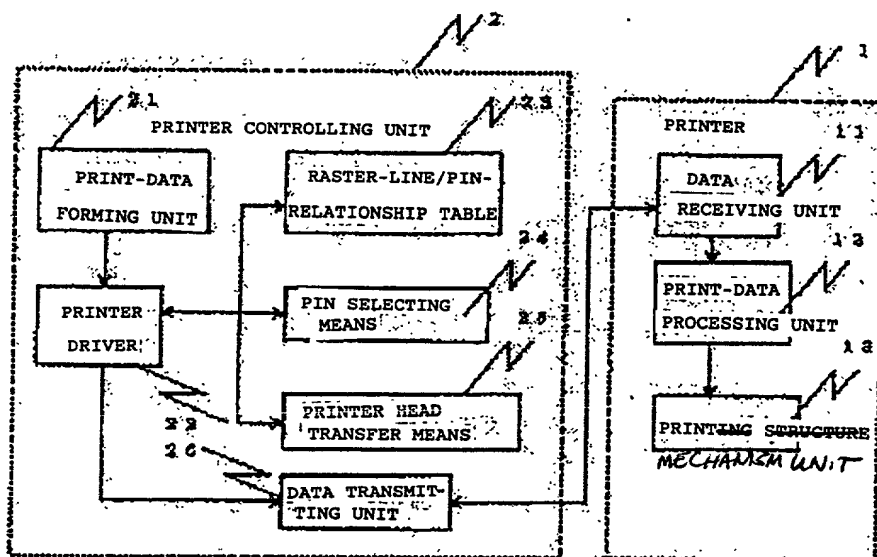 2
1
21
PRINTER CONTROLLING UNIT
23
PRINTER
11
PRINT-DATA
FORMING UNIT
RASTER-LINE/PIN-
RELATIONSHIP TABLE
DATA
RECEIVING UNIT
24
12
PRINTER
DRIVER
PIN SELECTING
MEANS
PRINT-DATA
PROCESSING UNIT
25
13
22
PRINTER HEAD
TRANSFER MEANS
PRINTING STRUCTURE
MECHANISM UNIT
26
DATA TRANSMIT-
TING UNIT